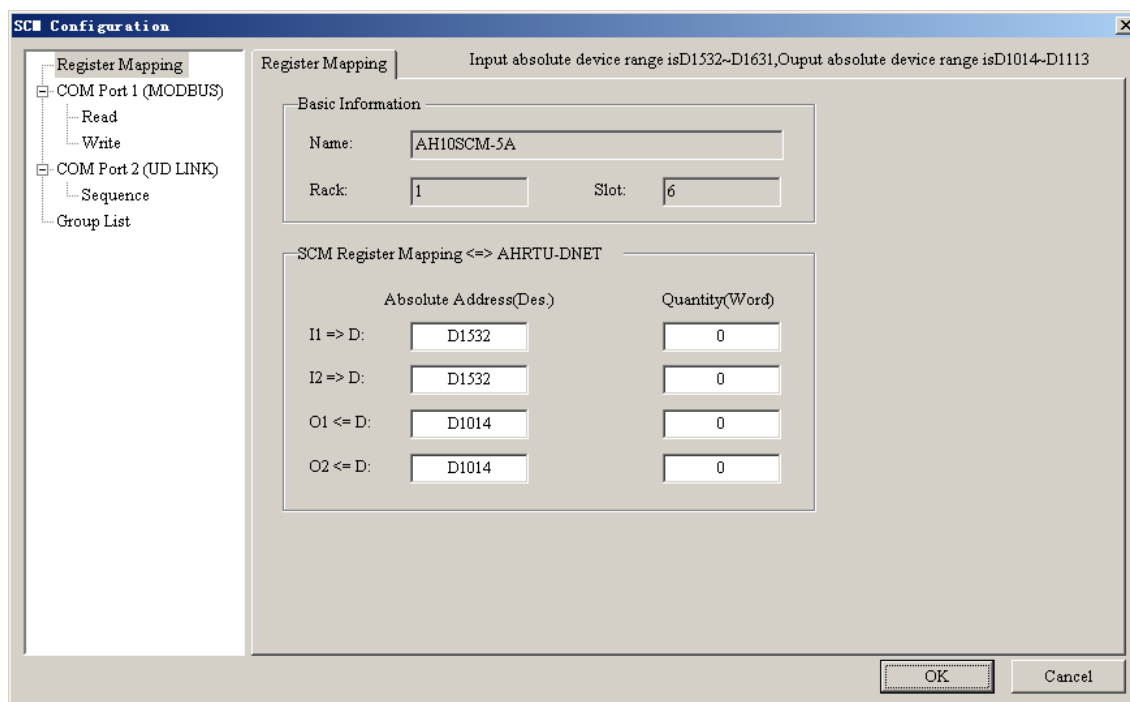 SCM Configuration
Register Mapping
COM Port 1 (MODBUS)
Read
Write
COM Port 2 (UD LINK)
Sequence
Group List
Register Mapping
Input absolute device range isD1532~D1631,Ouput absolute device range isD1014~D1113
Basic Information
Name: AH10SCM-5A
Rack: 1 Slot: 6
SCM Register Mapping <=> AHRTU-DNET
Absolute Address(Des.) Quantity(Word)
I1 => D: D1532 0
I2 => D: D1532 0
O1 <= D: D1014 0
O2 <= D: D1014 0
OK Cancel